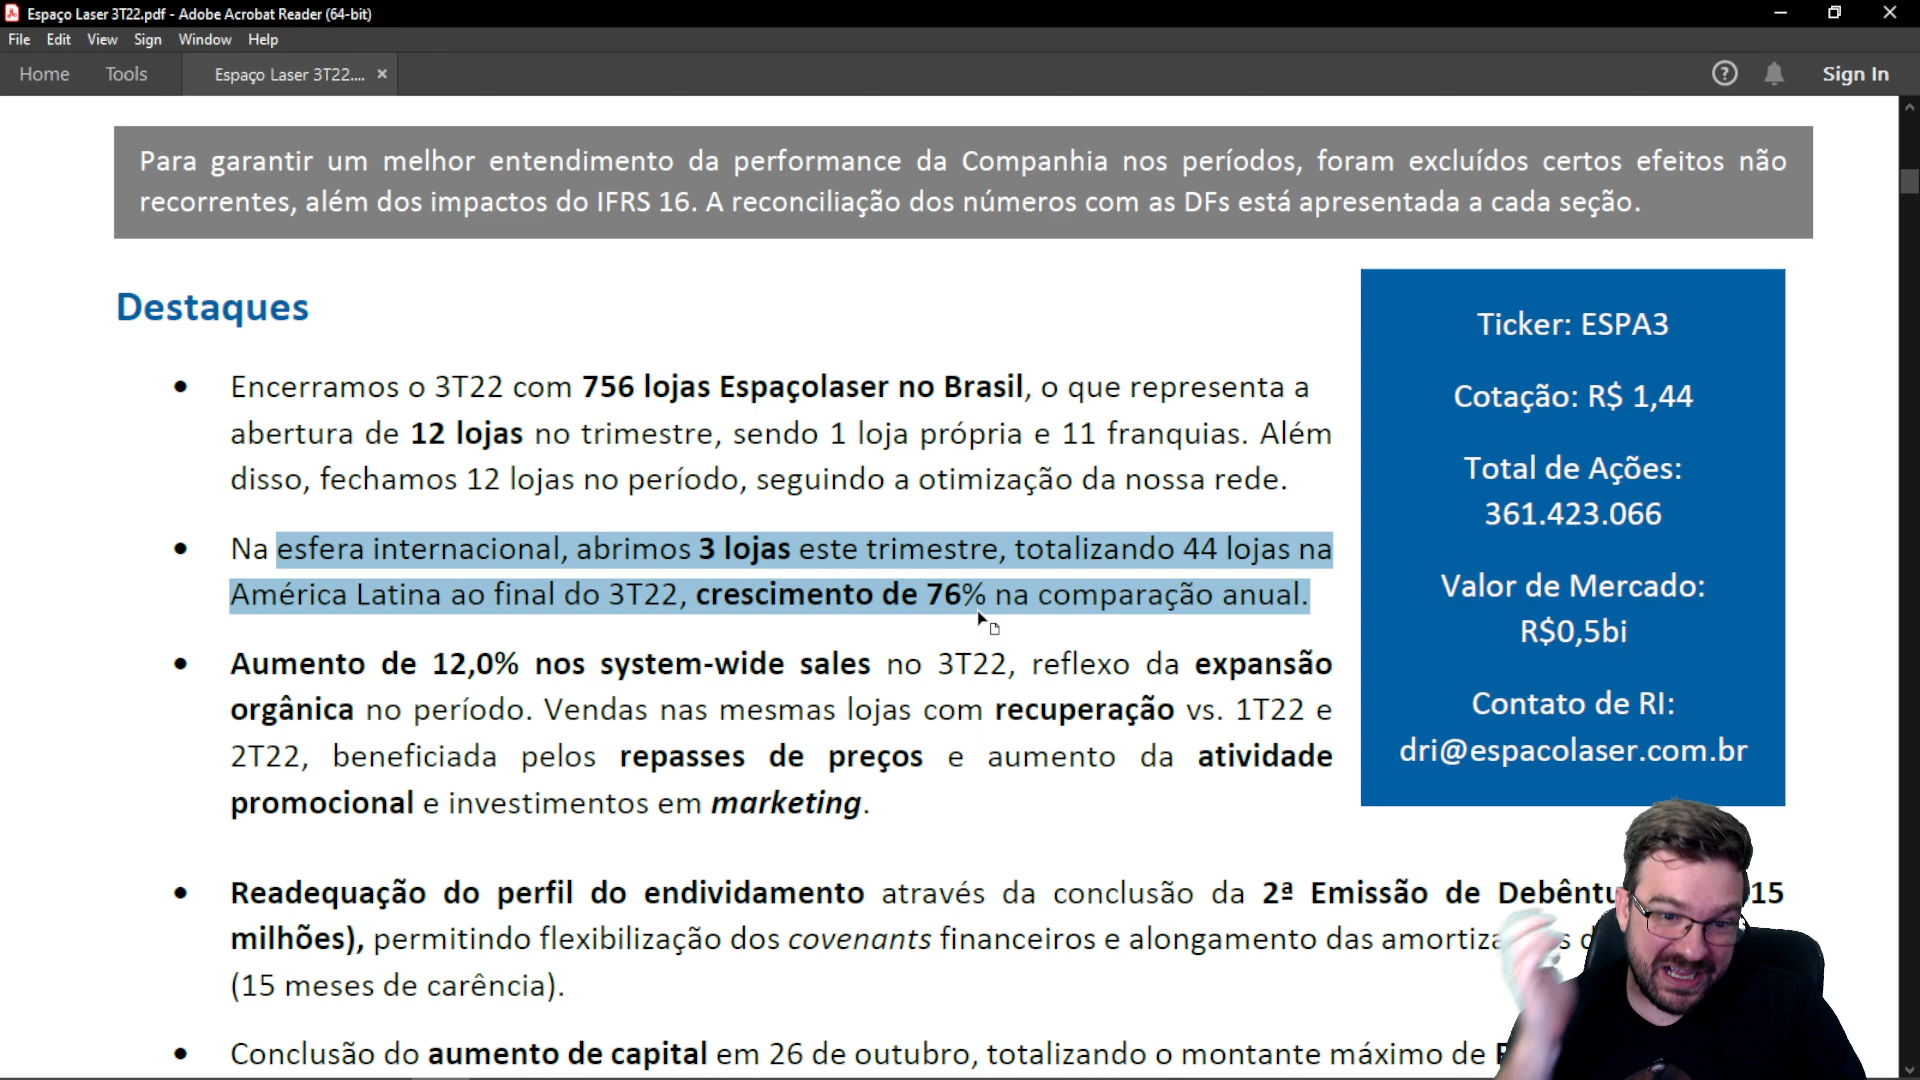 Espaço Laser 3T22.pdf - Adobe Acrobat Reader (64-bit)
File Edit View Sign Window Help
Home Tools Espaço Laser 3T22.... × Sign In
Para garantir um melhor entendimento da performance da Companhia nos períodos, foram excluídos certos efeitos não
recorrentes, além dos impactos do IFRS 16. A reconciliação dos números com as DFs está apresentada a cada seção.
Destaques
• Encerramos o 3T22 com 756 lojas Espaçolaser no Brasil, o que representa a
abertura de 12 lojas no trimestre, sendo 1 loja própria e 11 franquias. Além
disso, fechamos 12 lojas no período, seguindo a otimização da nossa rede.
• Na esfera internacional, abrimos 3 lojas este trimestre, totalizando 44 lojas na
América Latina ao final do 3T22, crescimento de 76% na comparação anual.
• Aumento de 12,0% nos system-wide sales no 3T22, reflexo da expansão
orgânica no período. Vendas nas mesmas lojas com recuperação vs. 1T22 e
2T22, beneficiada pelos repasses de preços e aumento da atividade
promocional e investimentos em marketing.
Ticker: ESPA3
Cotação: R$ 1,44
Total de Ações:
361.423.066
Valor de Mercado:
R$0,5bi
Contato de RI:
dri@espacolaser.com.br
• Readequação do perfil do endividamento através da conclusão da 2ª Emissão de 15
milhões), permitindo flexibilização dos covenants financeiros e alongamento das
(15 meses de carência).
• Conclusão do aumento de capital em 26 de outubro, totalizando o montante máximo de